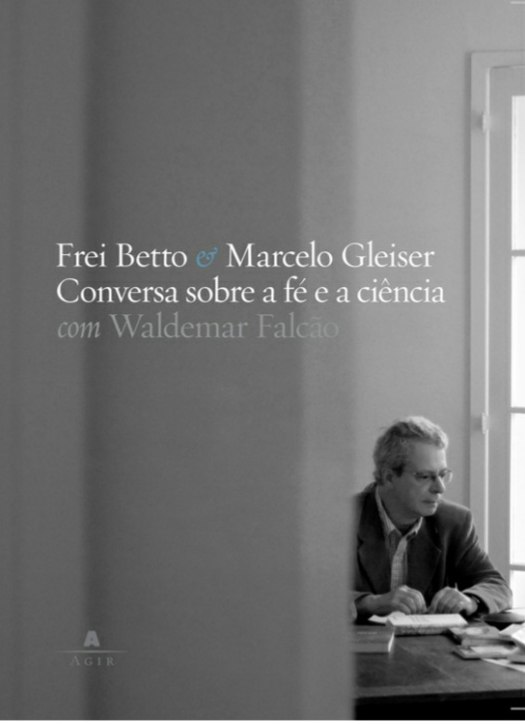 Frei Betto & Marcelo Gleiser
Conversa sobre a fé e a ciência
com Waldemar Falcão
A
AGIR